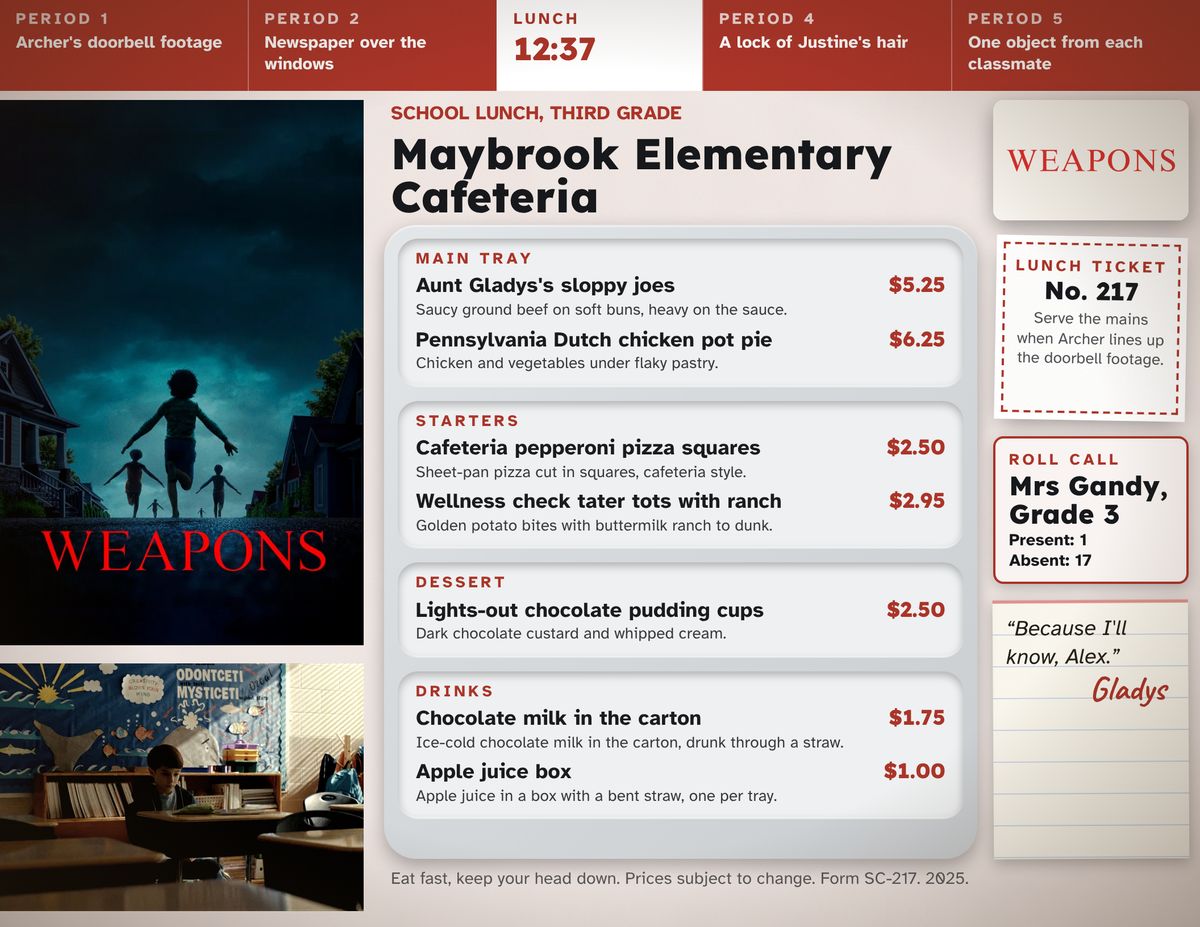 PERIOD 1
Archer's doorbell footage
PERIOD 2
Newspaper over the
windows
LUNCH
12:37
PERIOD 4
A lock of Justine's hair
PERIOD 5
One object from each
classmate
WEAPONS
ODONTCETI
MYSTICETI
CREATIVITY
SCHOOL LUNCH, THIRD GRADE
Maybrook Elementary
Cafeteria
MAIN TRAY
Aunt Gladys's sloppy joes $5.25
Saucy ground beef on soft buns, heavy on the sauce.
Pennsylvania Dutch chicken pot pie $6.25
Chicken and vegetables under flaky pastry.
STARTERS
Cafeteria pepperoni pizza squares $2.50
Sheet-pan pizza cut in squares, cafeteria style.
Wellness check tater tots with ranch $2.95
Golden potato bites with buttermilk ranch to dunk.
DESSERT
Lights-out chocolate pudding cups $2.50
Dark chocolate custard and whipped cream.
DRINKS
Chocolate milk in the carton $1.75
Ice-cold chocolate milk in the carton, drunk through a straw.
Apple juice box $1.00
Apple juice in a box with a bent straw, one per tray.
Eat fast, keep your head down. Prices subject to change. Form SC-217. 2025.
WEAPONS
LUNCH TICKET
No. 217
Serve the mains
when Archer lines up
the doorbell footage.
ROLL CALL
Mrs Gandy,
Grade 3
Present: 1
Absent: 17
“Because I'll
know, Alex.”
Gladys